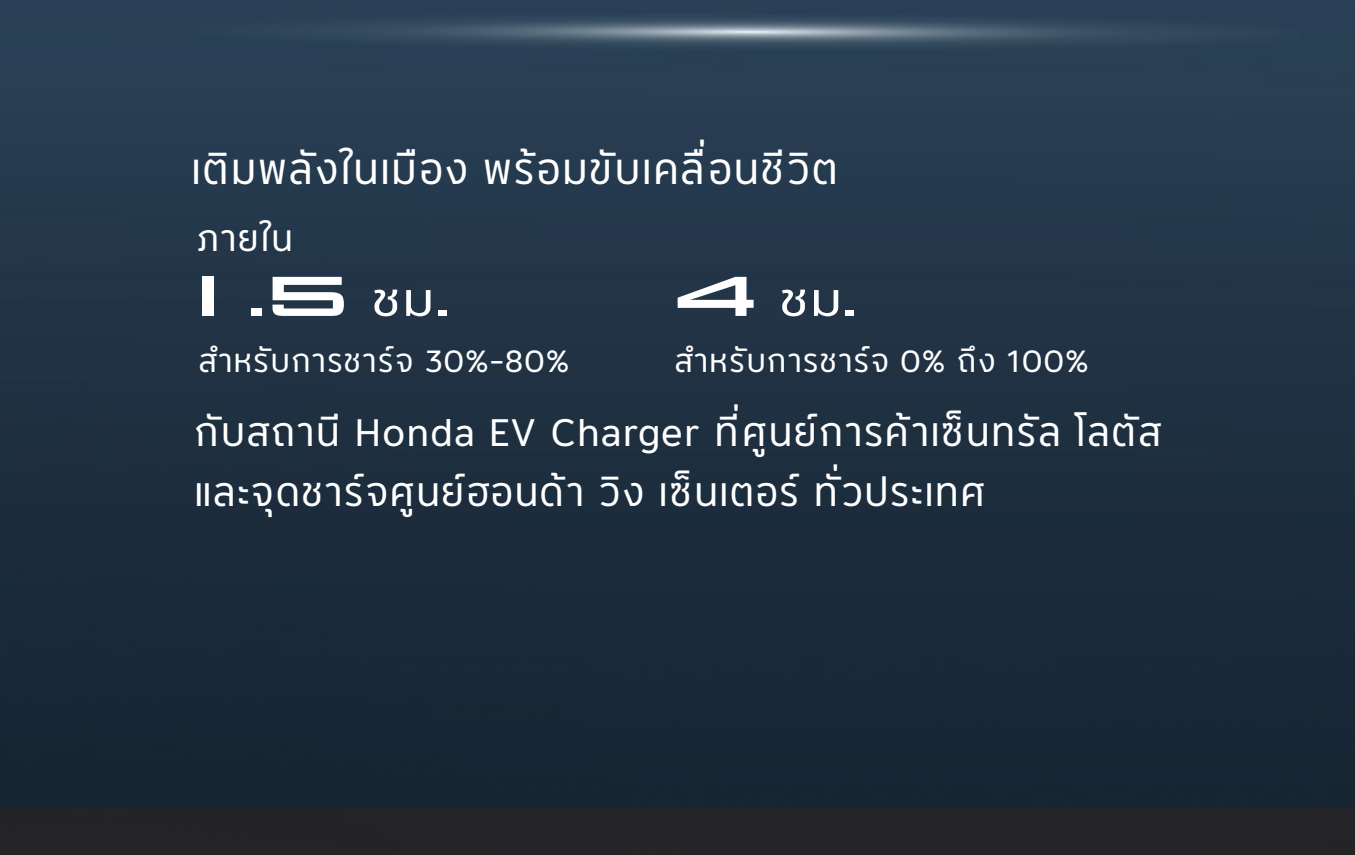 เติมพลังในเมือง พร้อมขับเคลื่อนชีวิต
ภายใน
1.5 ชม. 4 ชม.
สำหรับการชาร์จ 30%-80% สำหรับการชาร์จ 0% ถึง 100%
กับสถานี Honda EV Charger ที่ศูนย์การค้าเซ็นทรัล โลตัส
และจุดชาร์จศูนย์ฮอนด้า วิง เซ็นเตอร์ ทั่วประเทศ